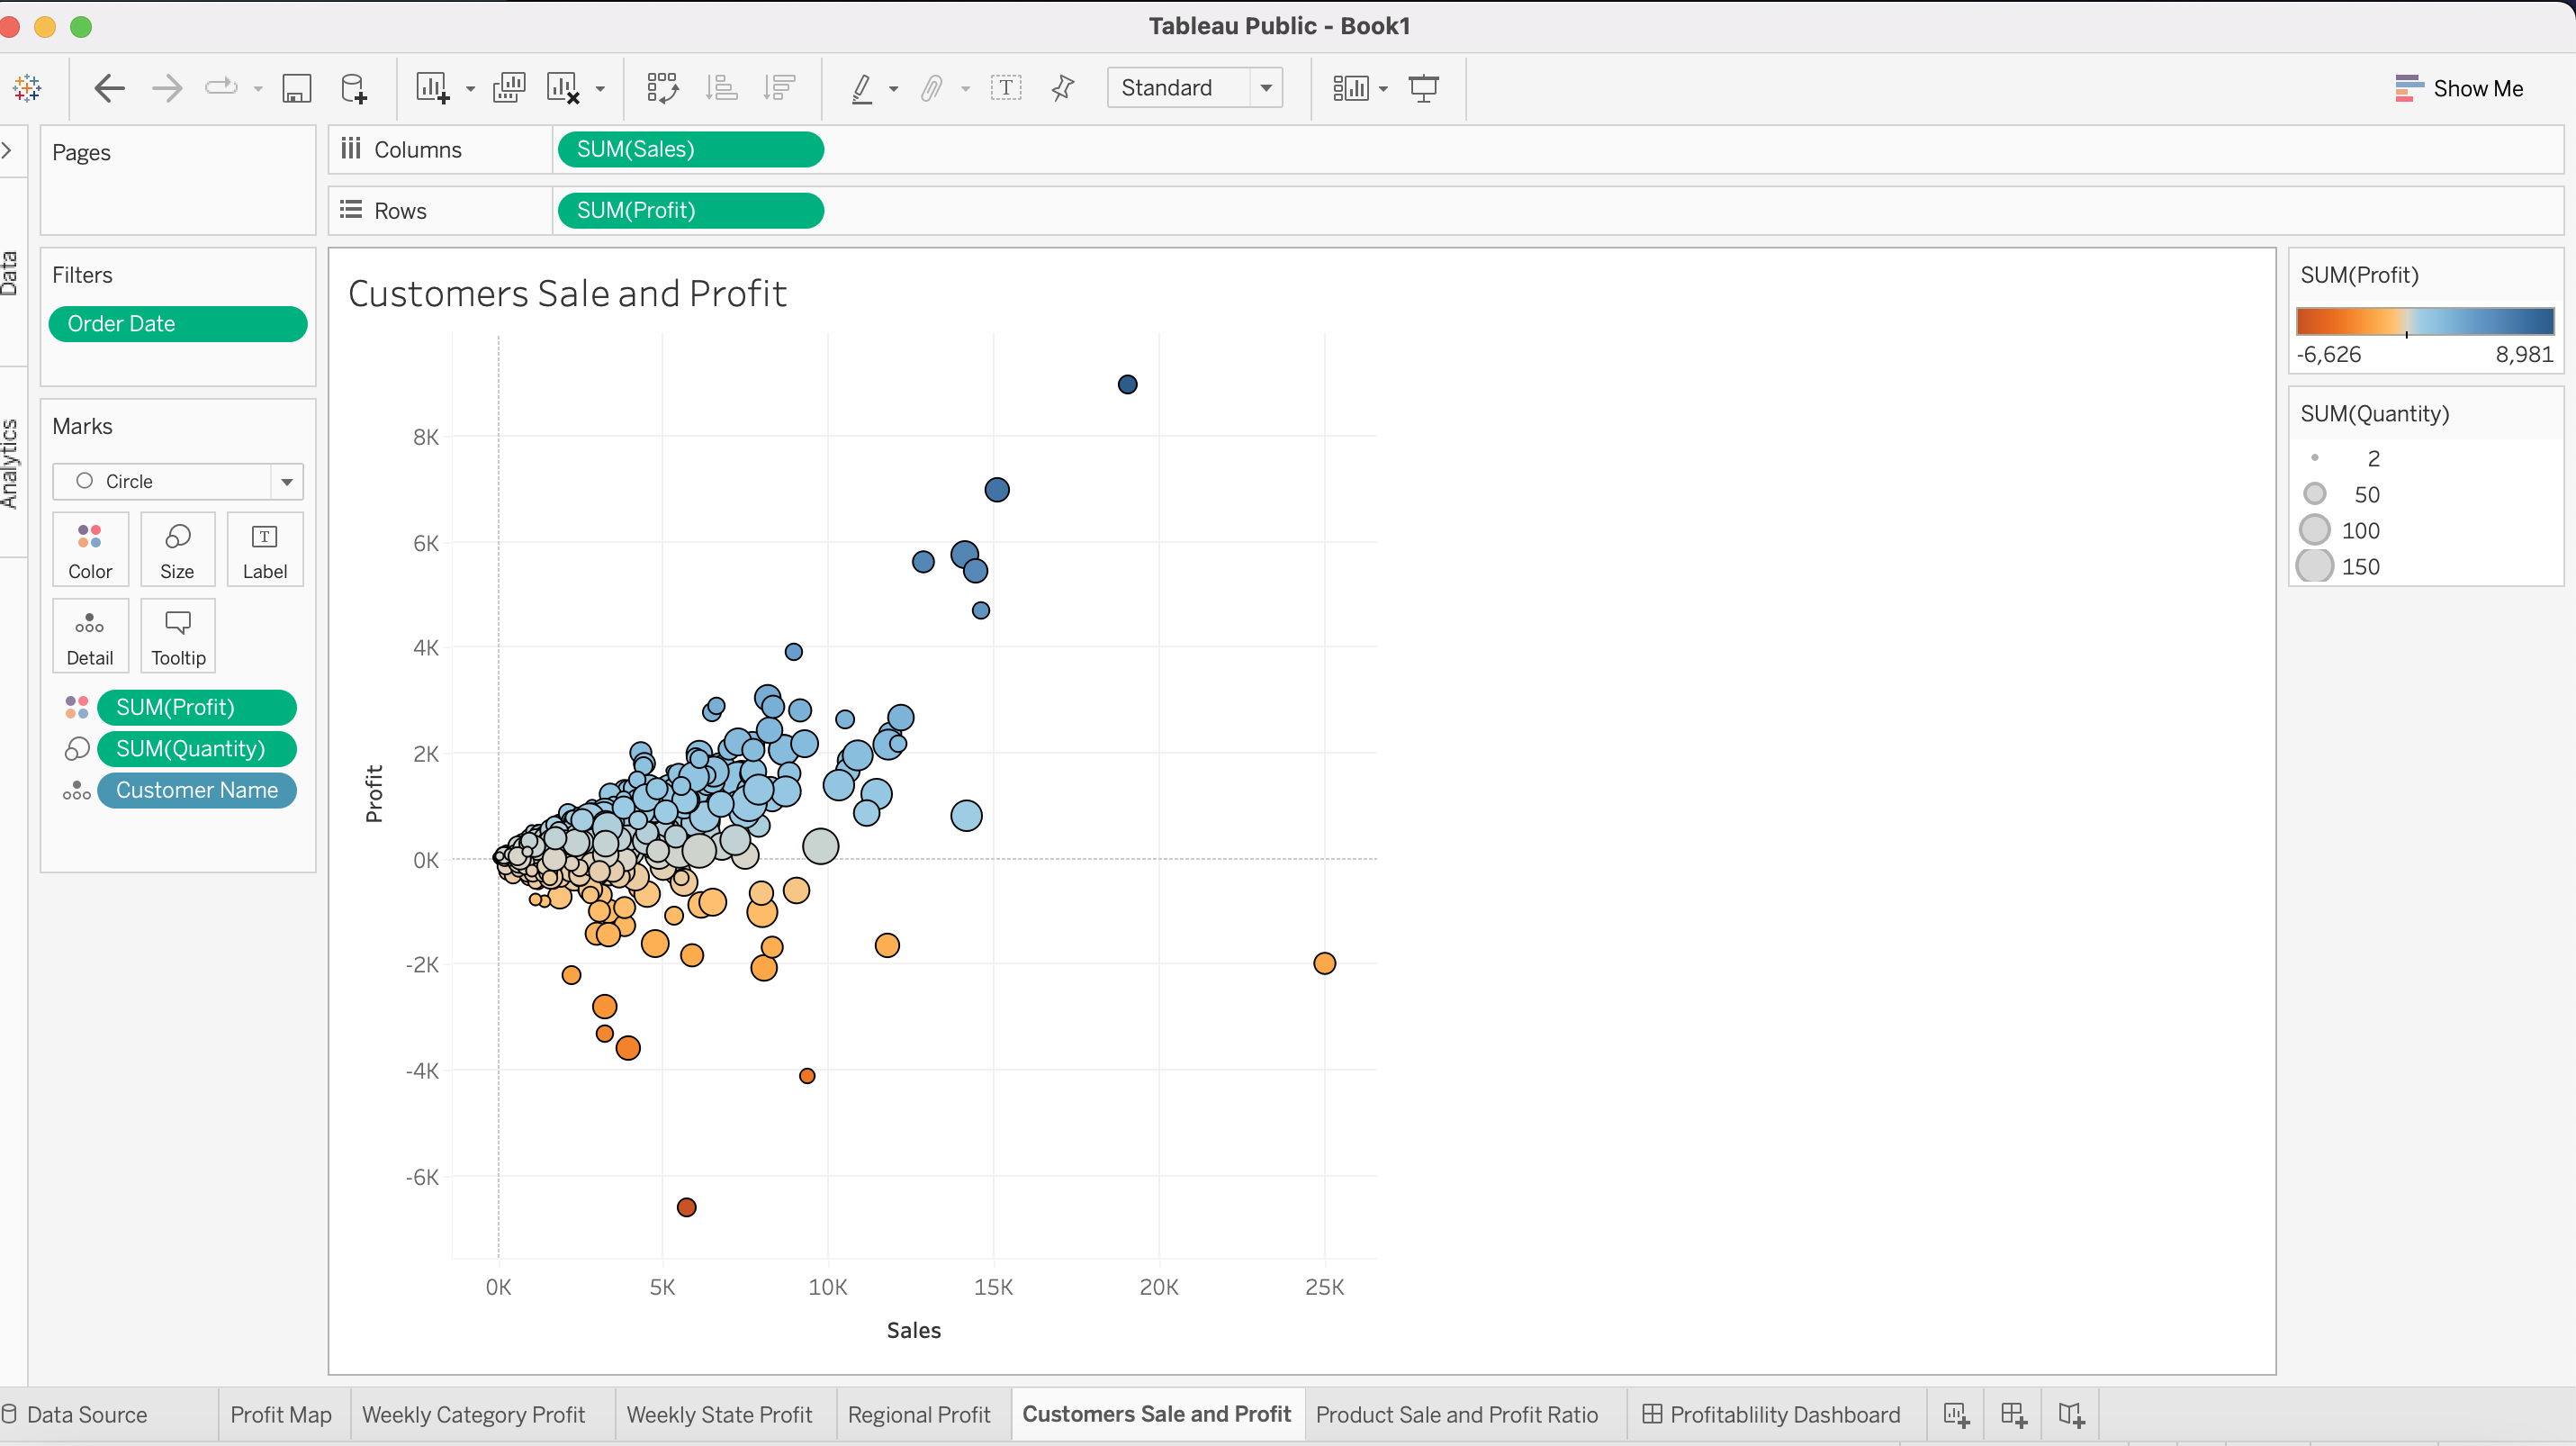 Tableau Public - Book1
Standard
Show Me
Pages
Columns
SUM(Sales)
Rows
SUM(Profit)
Data
Analytics
Filters
Order Date
Marks
Circle
Color
Size
Label
Detail
Tooltip
SUM(Profit)
SUM(Quantity)
Customer Name
Customers Sale and Profit
8K
6K
4K
2K
0K
-2K
-4K
-6K
Profit
0K
5K
10K
15K
20K
25K
Sales
SUM(Profit)
-6,626
8,981
SUM(Quantity)
2
50
100
150
Data Source
Profit Map
Weekly Category Profit
Weekly State Profit
Regional Profit
Customers Sale and Profit
Product Sale and Profit Ratio
Profitablility Dashboard